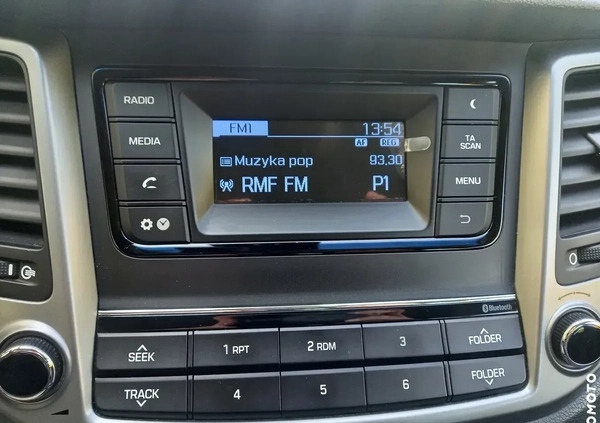 RADIO
MEDIA
FM1 13:54
AF REG
Muzyka pop 93.30
RMF FM P1
TA
SCAN
MENU
Bluetooth
SEEK
1 RPT
2 RDM
3
FOLDER
TRACK
4
5
6
FOLDER
OTOMOTO